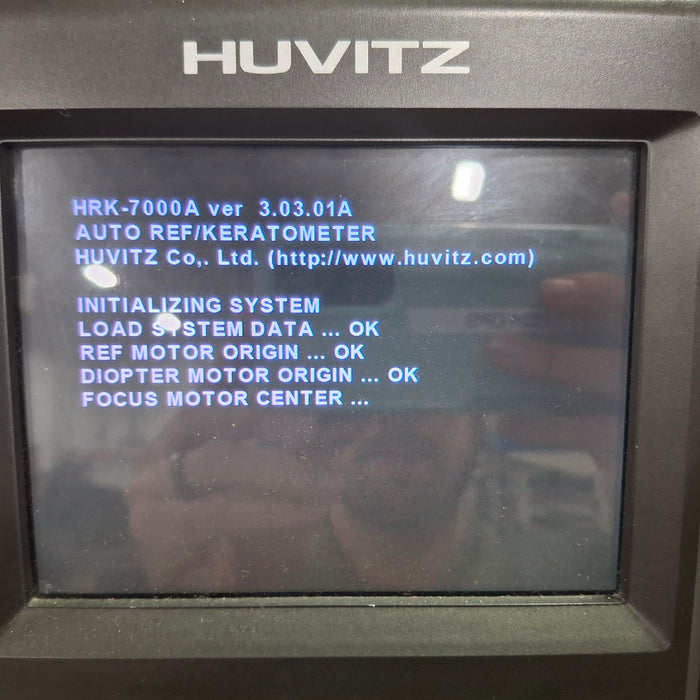 HUVITZ
HRK-7000A ver 3.03.01A
AUTO REF/KERATOMETER
HUVITZ Co,. Ltd. (http://www.huvitz.com)
INITIALIZING SYSTEM
LOAD SYSTEM DATA ... OK
REF MOTOR ORIGIN ... OK
DIOPTER MOTOR ORIGIN ... OK
FOCUS MOTOR CENTER ...